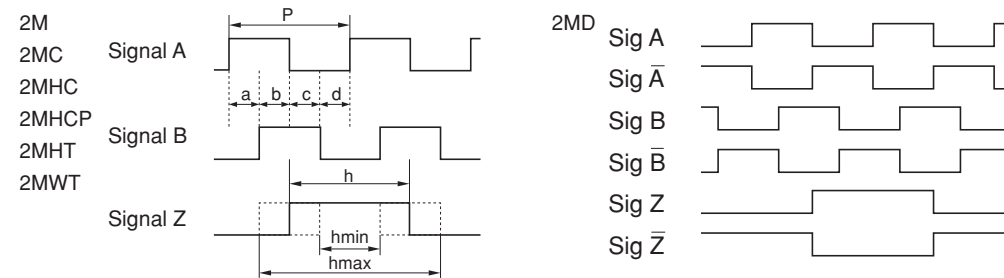 2M
2MC
2MHC
2MHCP
2MHT
2MWT
P
Signal A
a b c d
Signal B
h
Signal Z
hmin
hmax
2MD
Sig A
Sig A̅
Sig B
Sig B̅
Sig Z
Sig Z̅